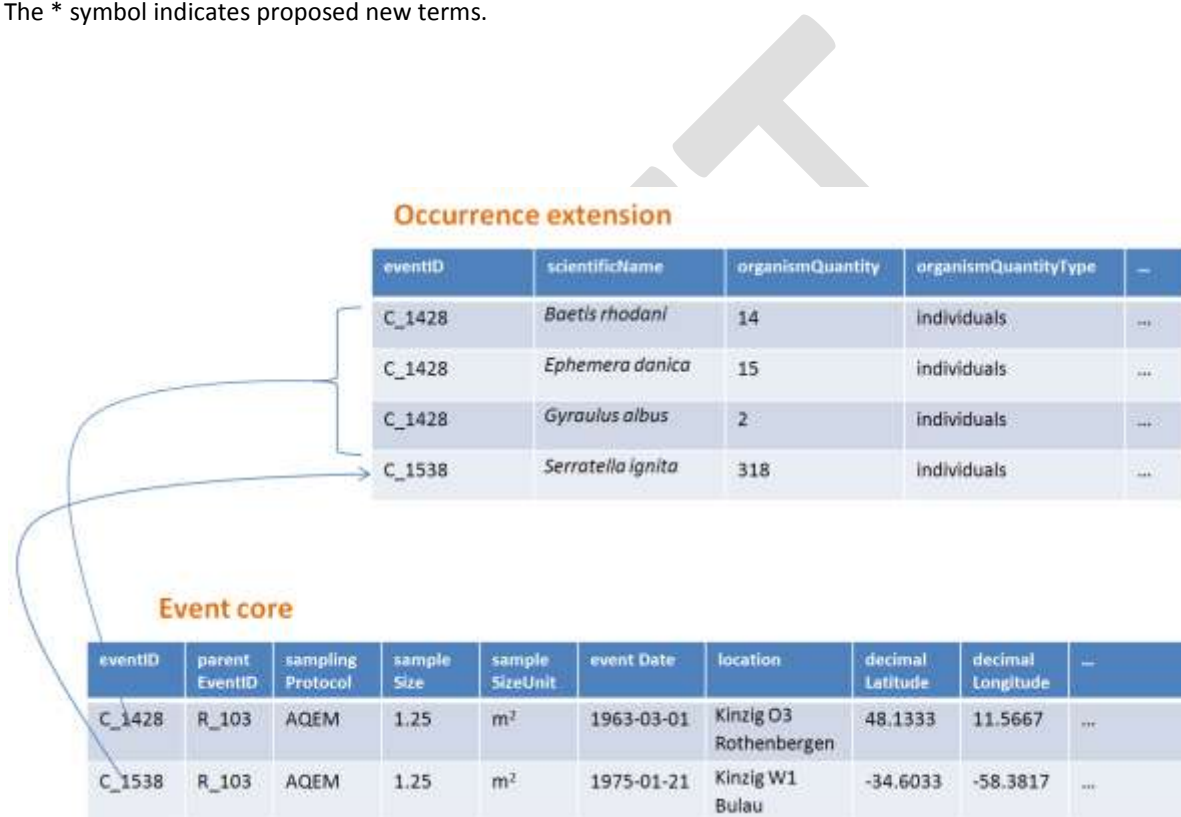 The * symbol indicates proposed new terms.
Occurrence extension
eventID scientificName organismQuantity organismQuantityType ...
C_1428 Baetis rhodani 14 individuals ...
C_1428 Ephemera danica 15 individuals ...
C_1428 Gyraulus albus 2 individuals ...
C_1538 Serratella ignita 318 individuals ...
Event core
eventID parent sampling sample sample event Date location decimal decimal ...
EventID Protocol Size SizeUnit Latitude Longitude
C_1428 R_103 AQEM 1.25 m² 1963-03-01 Kinzig O3 48.1333 11.5667 ...
Rothenbergen
C_1538 R_103 AQEM 1.25 m² 1975-01-21 Kinzig W1 -34.6033 -58.3817 ...
Bulau